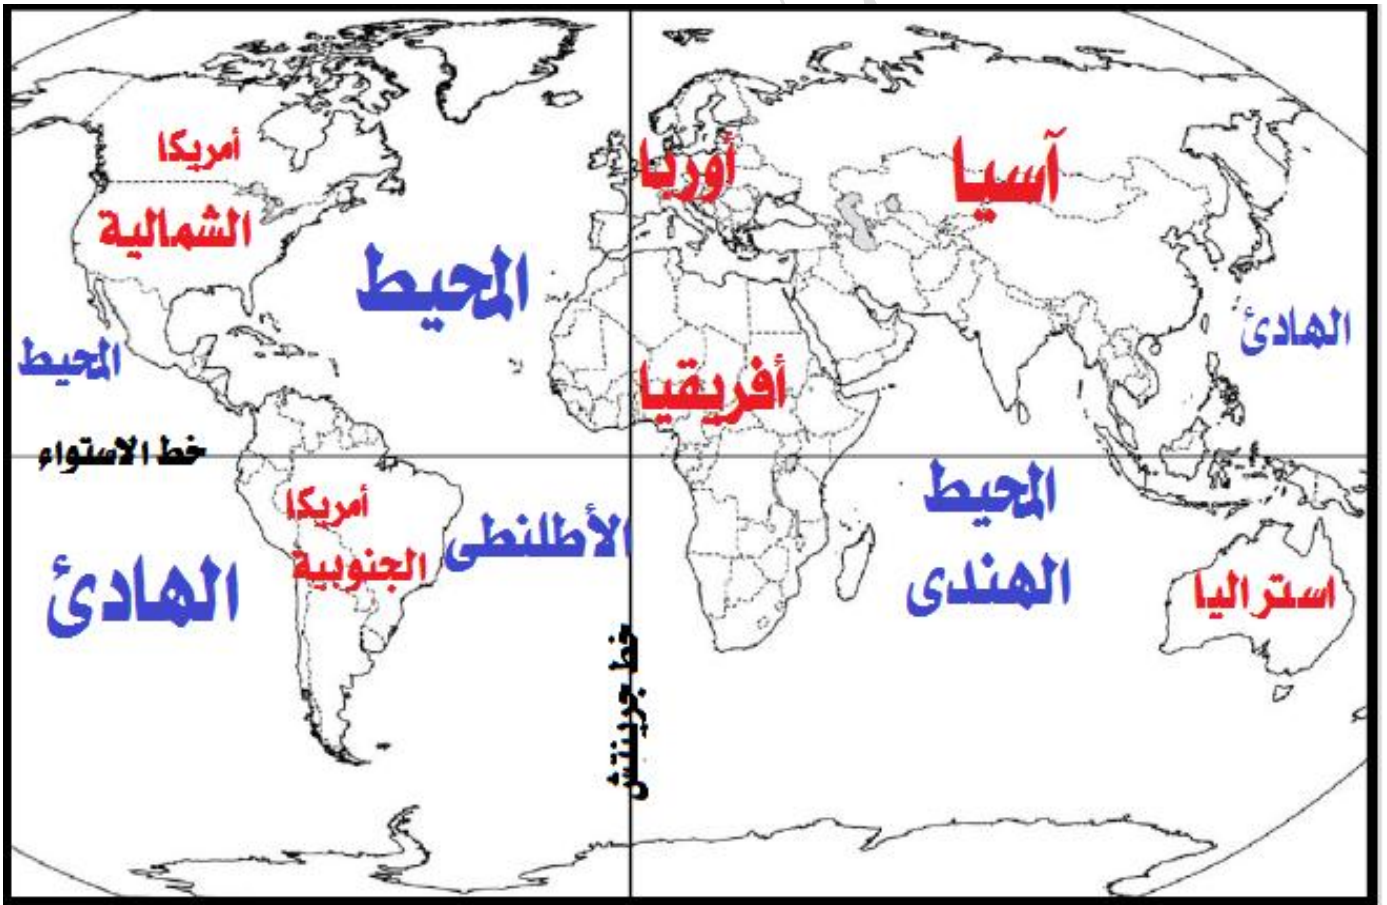 أمريكا
الشمالية
أوربا
آسيا
المحيط
الهادئ
المحيط
أفريقيا
خط الاستواء
أمريكا
الجنوبية
الأطلنطى
المحيط
الهندى
استراليا
الهادئ
خط جرينتش